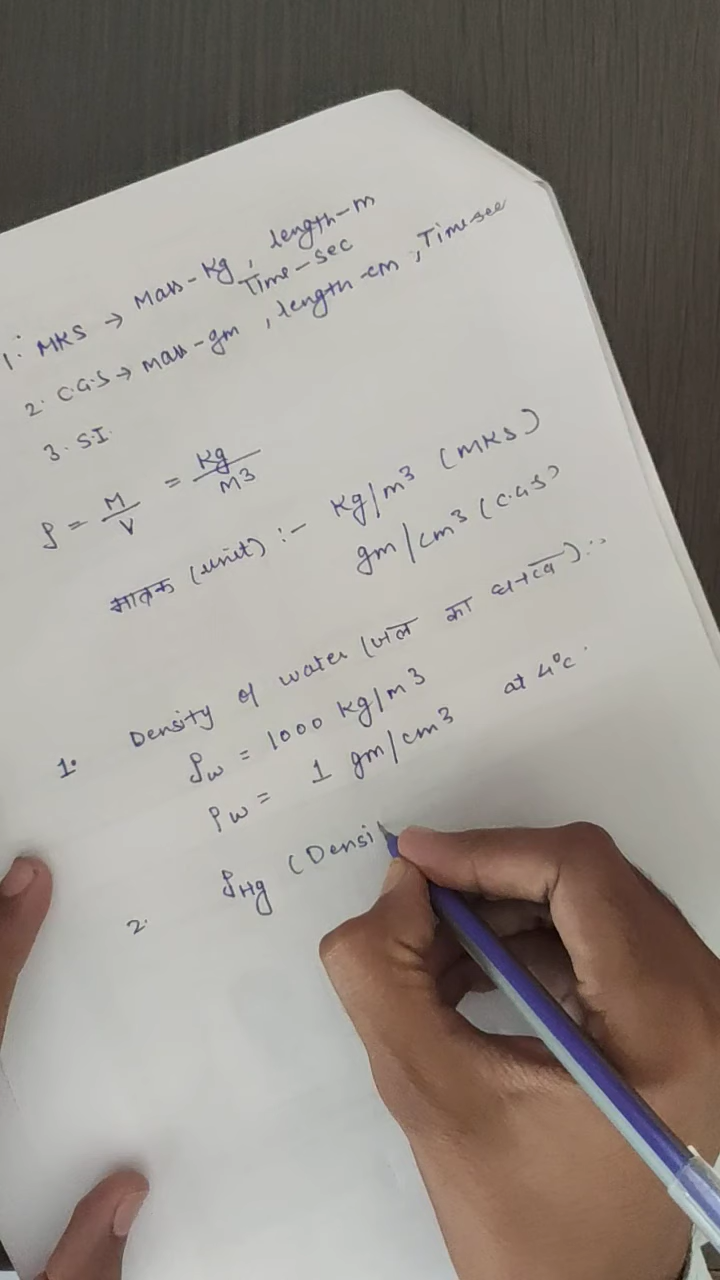 1. MKS → Mass - Kg, length - m
Time - sec
2. C.G.S → mass - gm, length - cm, Time sec
3. S.I.
ρ = M/V = Kg/M3
मात्रक (unit) :- Kg/m³ (MKS)
gm/cm³ (C.G.S)
1. Density of water (जल का घनत्व) :-
ρw = 1000 Kg/m3
ρw = 1 gm/cm3 at 4°c.
2. ρHg (Densi